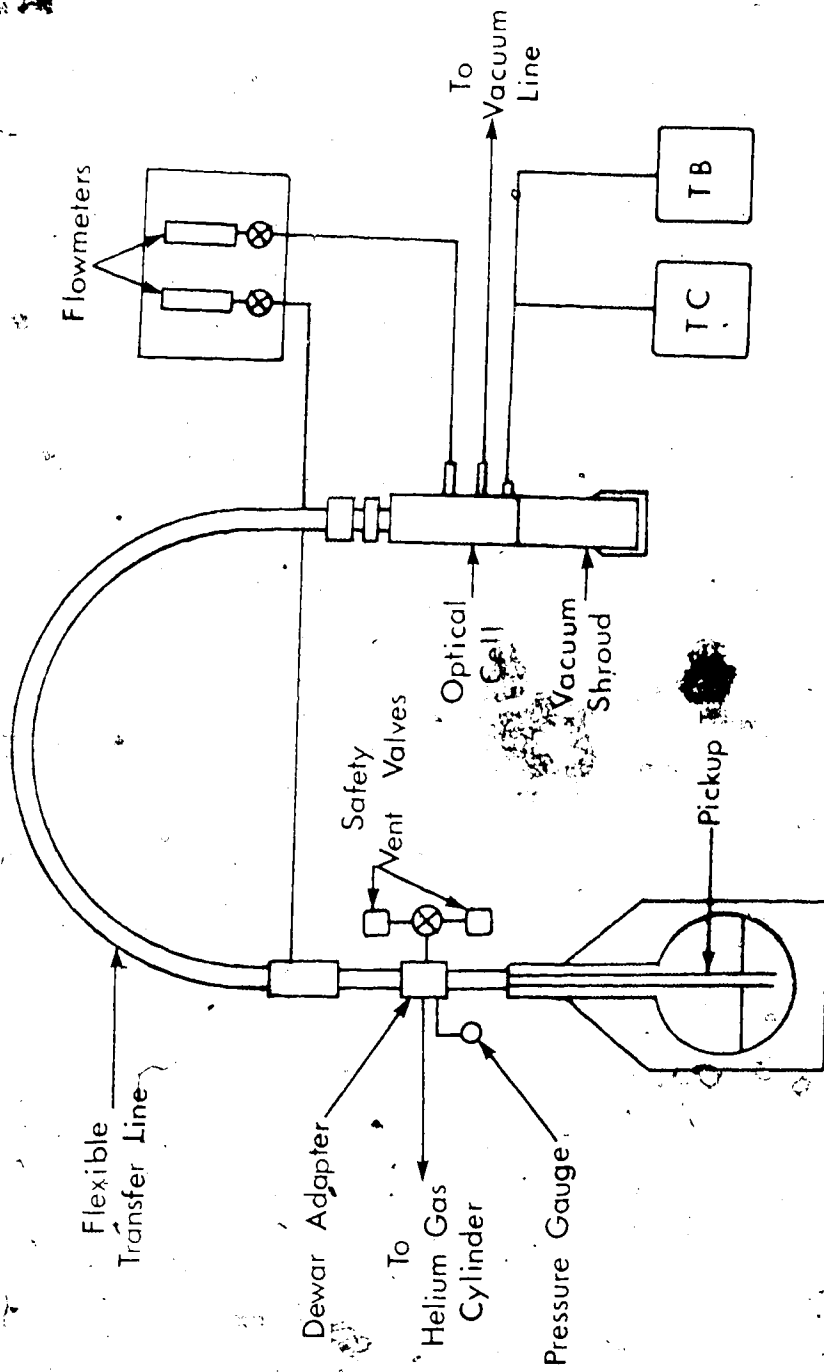 Flexible
Transfer Line
Dewar Adapter
To
Helium Gas
Cylinder
Pressure Gauge
Safety
Vent Valves
Pickup
Optical
Cell
Vacuum
Shroud
Flowmeters
To
Vacuum
Line
TC
TB